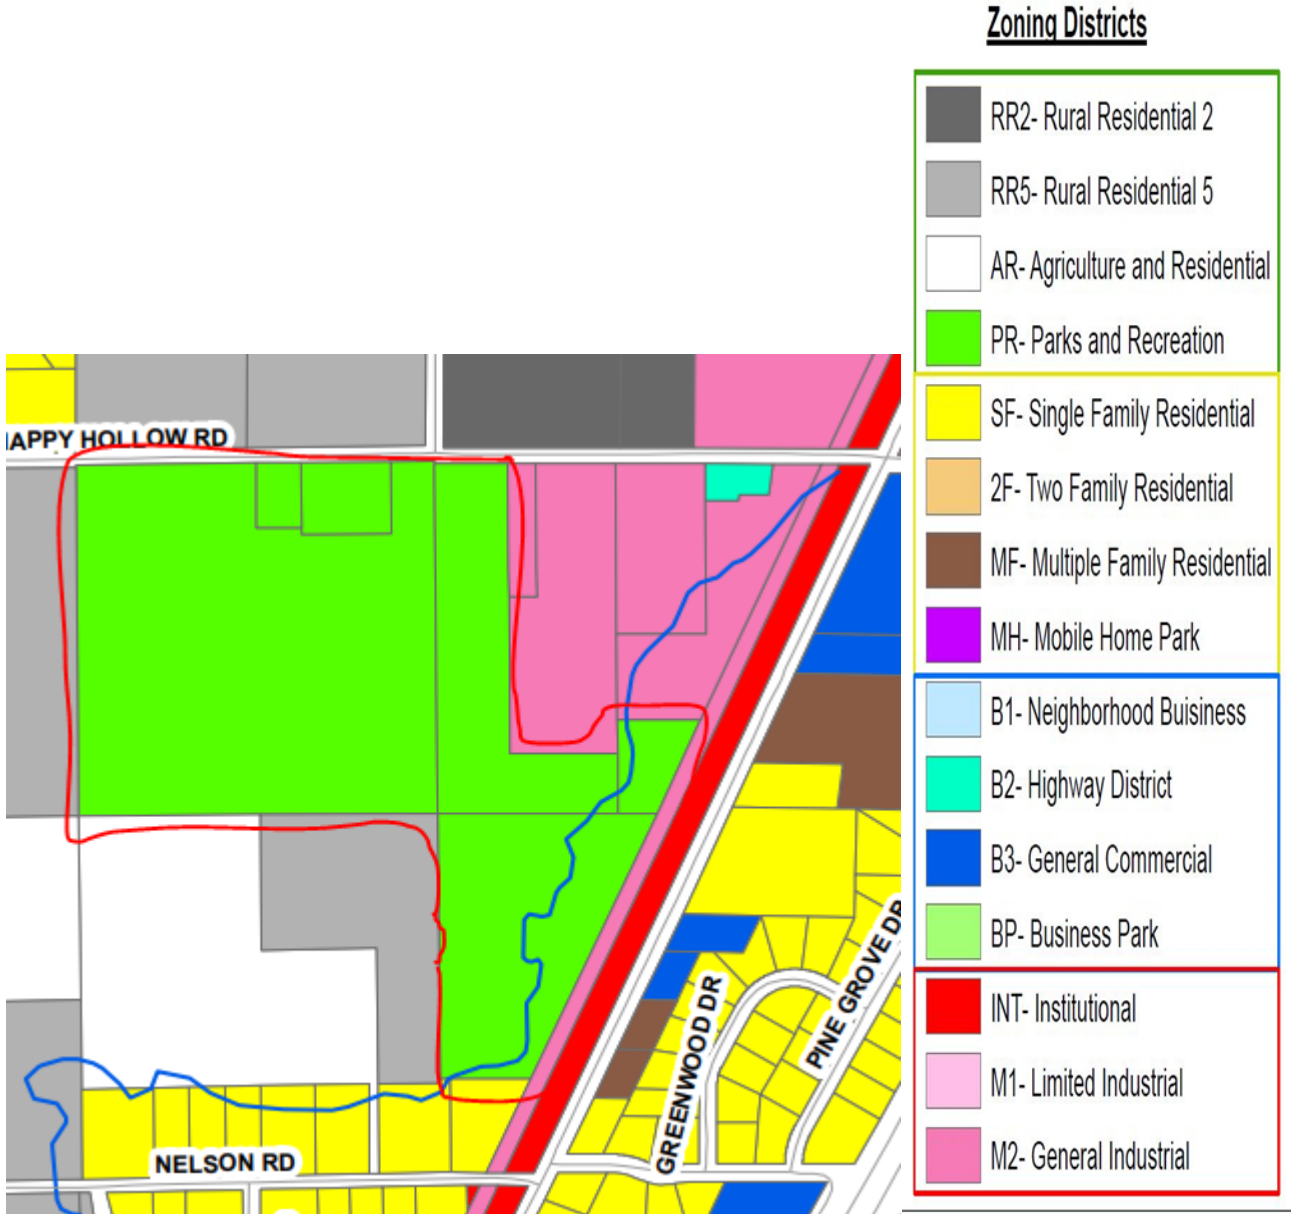 Zoning Districts
RR2- Rural Residential 2
RR5- Rural Residential 5
AR- Agriculture and Residential
PR- Parks and Recreation
SF- Single Family Residential
2F- Two Family Residential
MF- Multiple Family Residential
MH- Mobile Home Park
B1- Neighborhood Buisiness
B2- Highway District
B3- General Commercial
BP- Business Park
INT- Institutional
M1- Limited Industrial
M2- General Industrial
APPY HOLLOW RD
PINE GROVE DR
GREENWOOD DR
NELSON RD